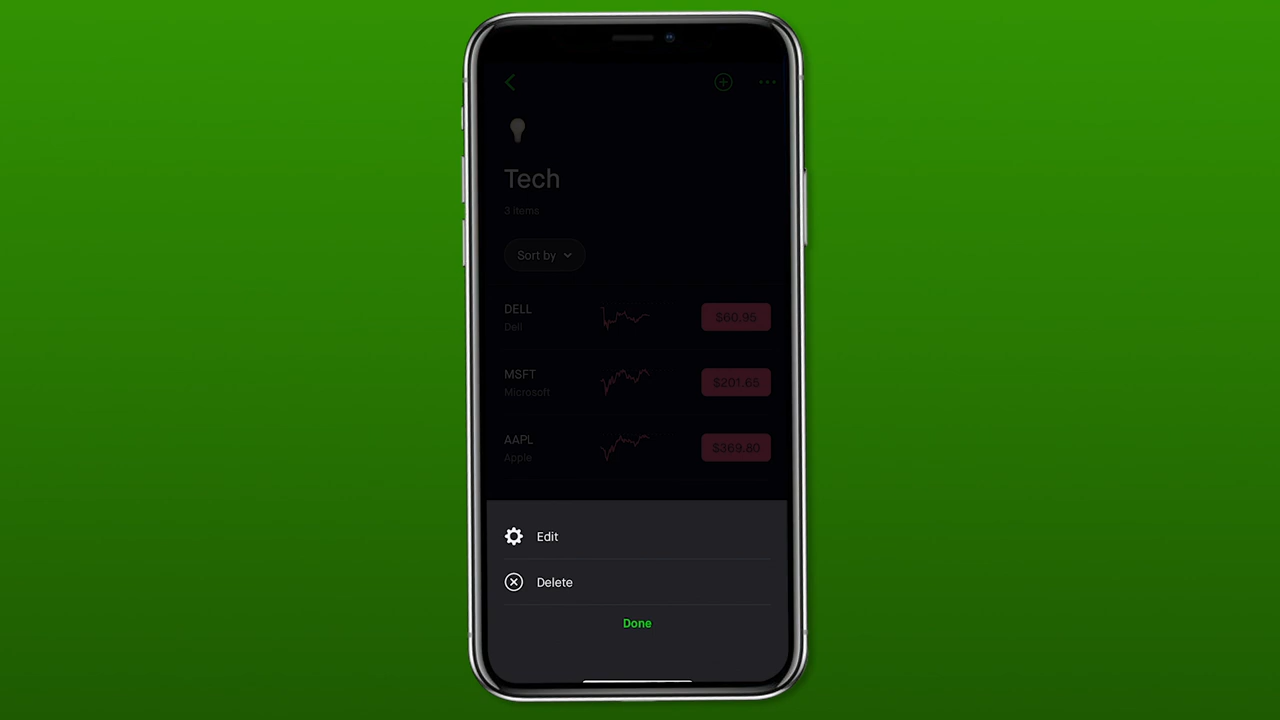 Tech
3 items
Sort by
DELL
Dell
$60.95
MSFT
Microsoft
$201.65
AAPL
Apple
$369.80
Edit
Delete
Done